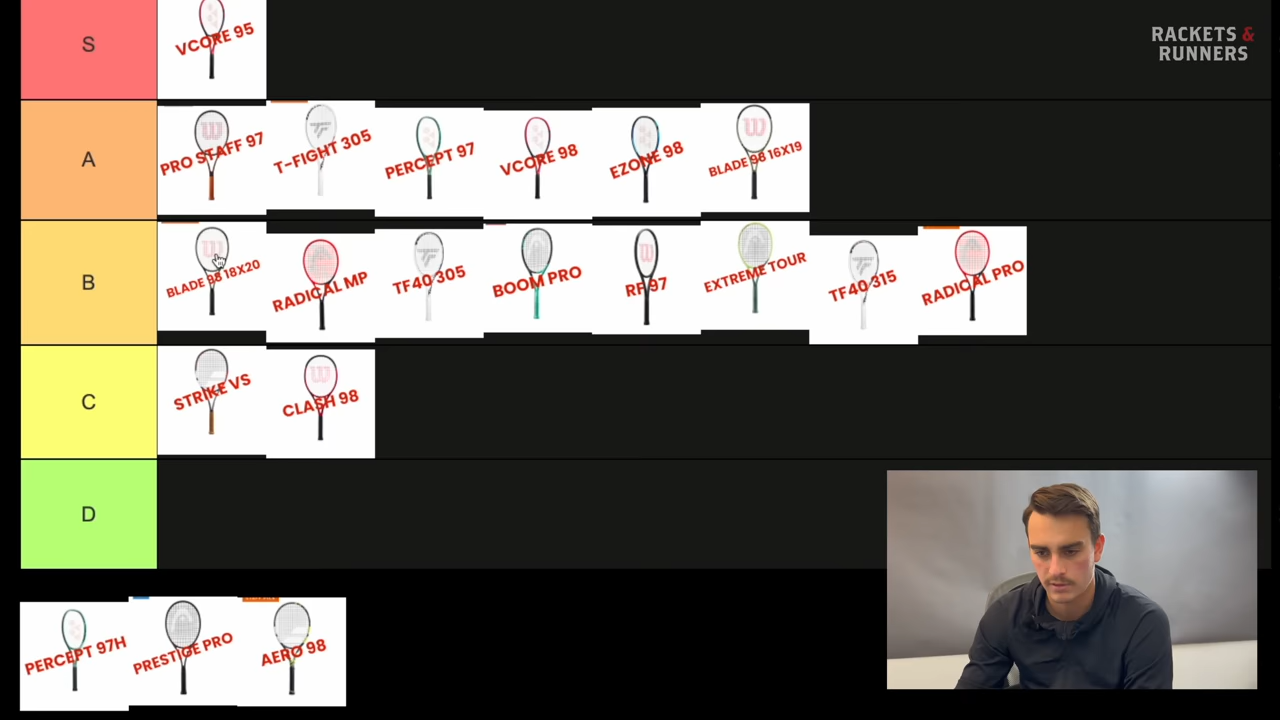 RACKETS &
RUNNERS
S
VCORE 95
A
PRO STAFF 97
T-FIGHT 305
PERCEPT 97
VCORE 98
EZONE 98
BLADE 98 16X19
B
BLADE 98 18X20
RADICAL MP
TF40 305
BOOM PRO
RF 97
EXTREME TOUR
TF40 315
RADICAL PRO
C
STRIKE VS
CLASH 98
D
PERCEPT 97H
PRESTIGE PRO
AERO 98